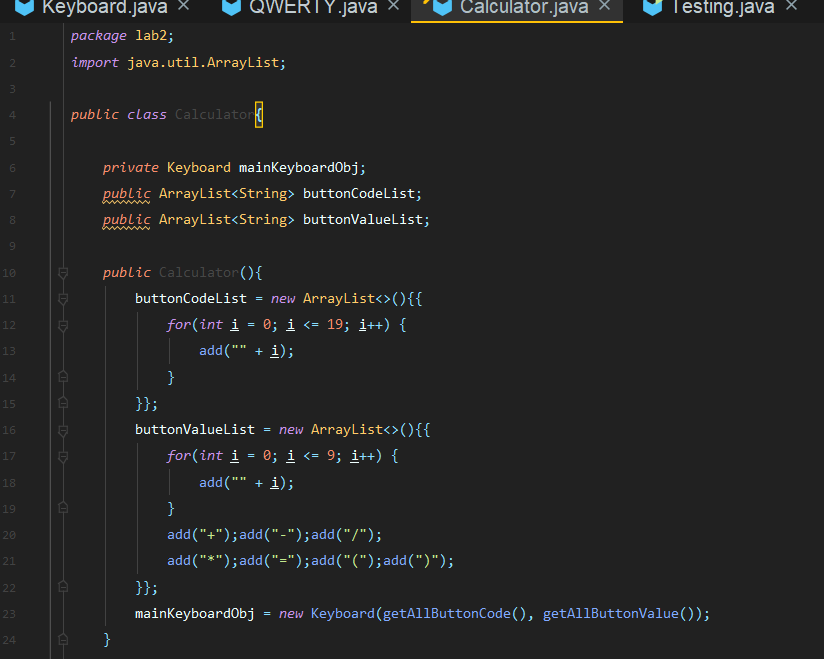 Keyboard.java × QWERTY.java × Calculator.java × Testing.java ×
1 package lab2;
2 import java.util.ArrayList;
3
4 public class Calculator{
5
6 private Keyboard mainKeyboardObj;
7 public ArrayList<String> buttonCodeList;
8 public ArrayList<String> buttonValueList;
9
10 public Calculator(){
11 buttonCodeList = new ArrayList<>(){{
12 for(int i = 0; i <= 19; i++) {
13 add("" + i);
14 }
15 }};
16 buttonValueList = new ArrayList<>(){{
17 for(int i = 0; i <= 9; i++) {
18 add("" + i);
19 }
20 add("+");add("-");add("/");
21 add("*");add("=");add("(");add(")");
22 }};
23 mainKeyboardObj = new Keyboard(getAllButtonCode(), getAllButtonValue());
24 }